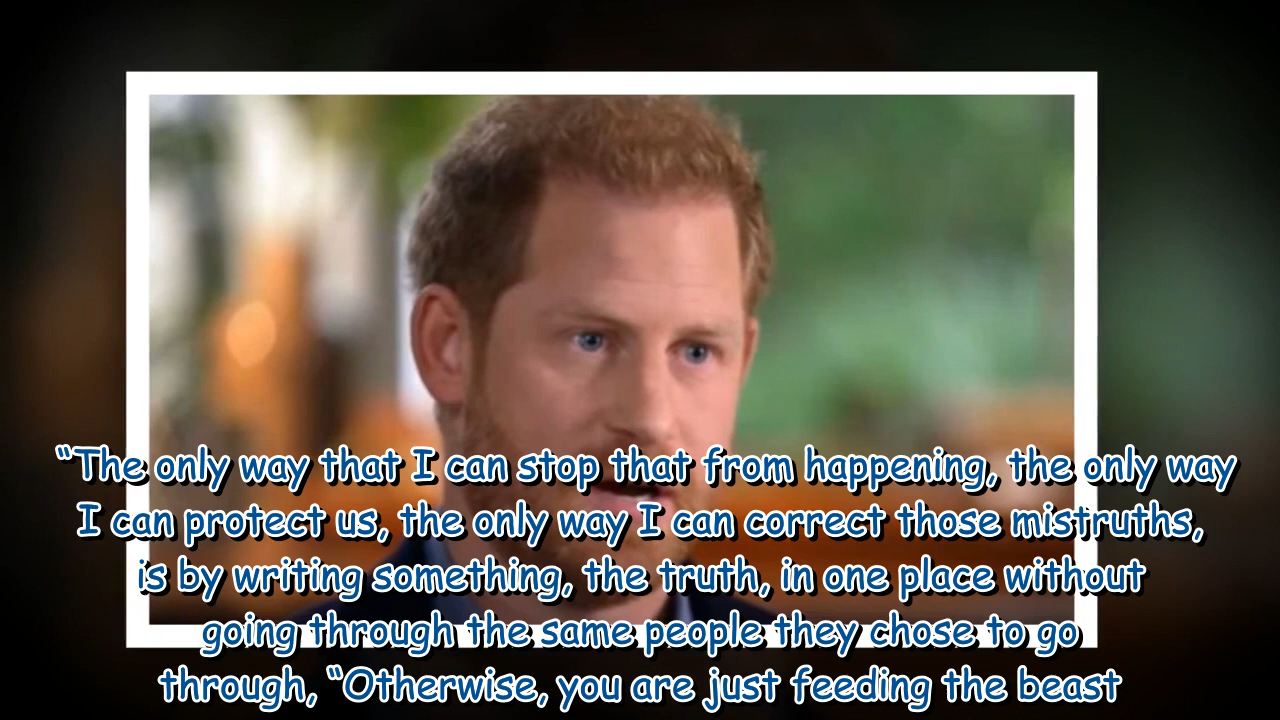 “The only way that I can stop that from happening, the only way
I can protect us, the only way I can correct those mistruths,
is by writing something, the truth, in one place without
going through the same people they chose to go
through, “Otherwise, you are just feeding the beast